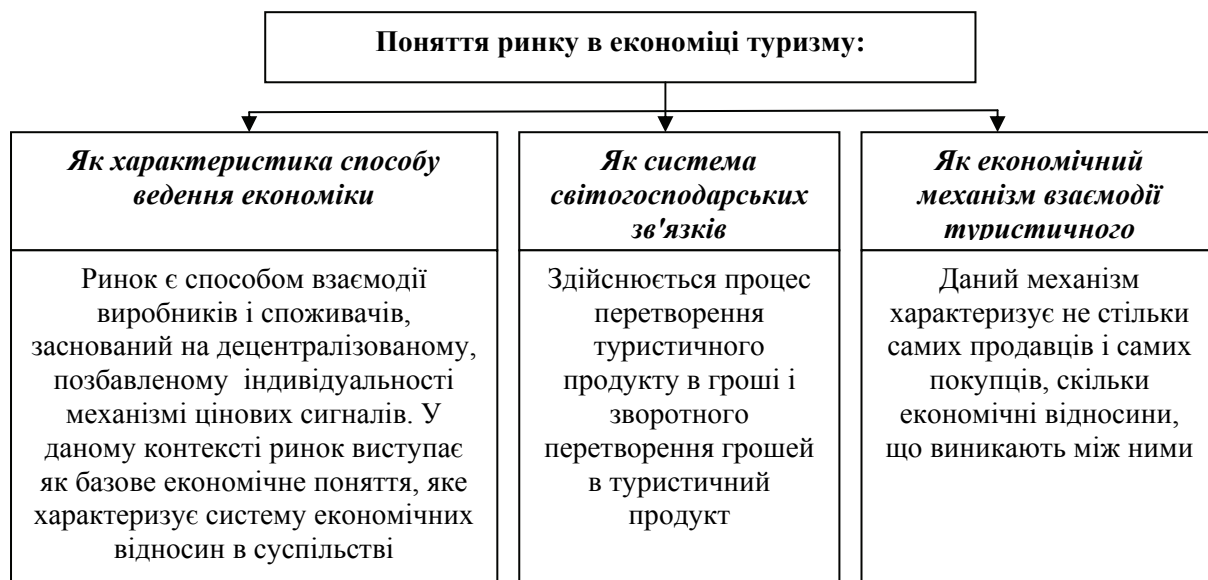 Поняття ринку в економіці туризму:
Як характеристика способу
ведення економіки
Ринок є способом взаємодії
виробників і споживачів,
заснований на децентралізованому,
позбавленому індивідуальності
механізмі цінових сигналів. У
даному контексті ринок виступає
як базове економічне поняття, яке
характеризує систему економічних
відносин в суспільстві
Як система
світогосподарських
зв'язків
Здійснюється процес
перетворення
туристичного
продукту в гроші і
зворотного
перетворення грошей
в туристичний
продукт
Як економічний
механізм взаємодії
туристичного
Даний механізм
характеризує не стільки
самих продавців і самих
покупців, скільки
економічні відносини,
що виникають між ними